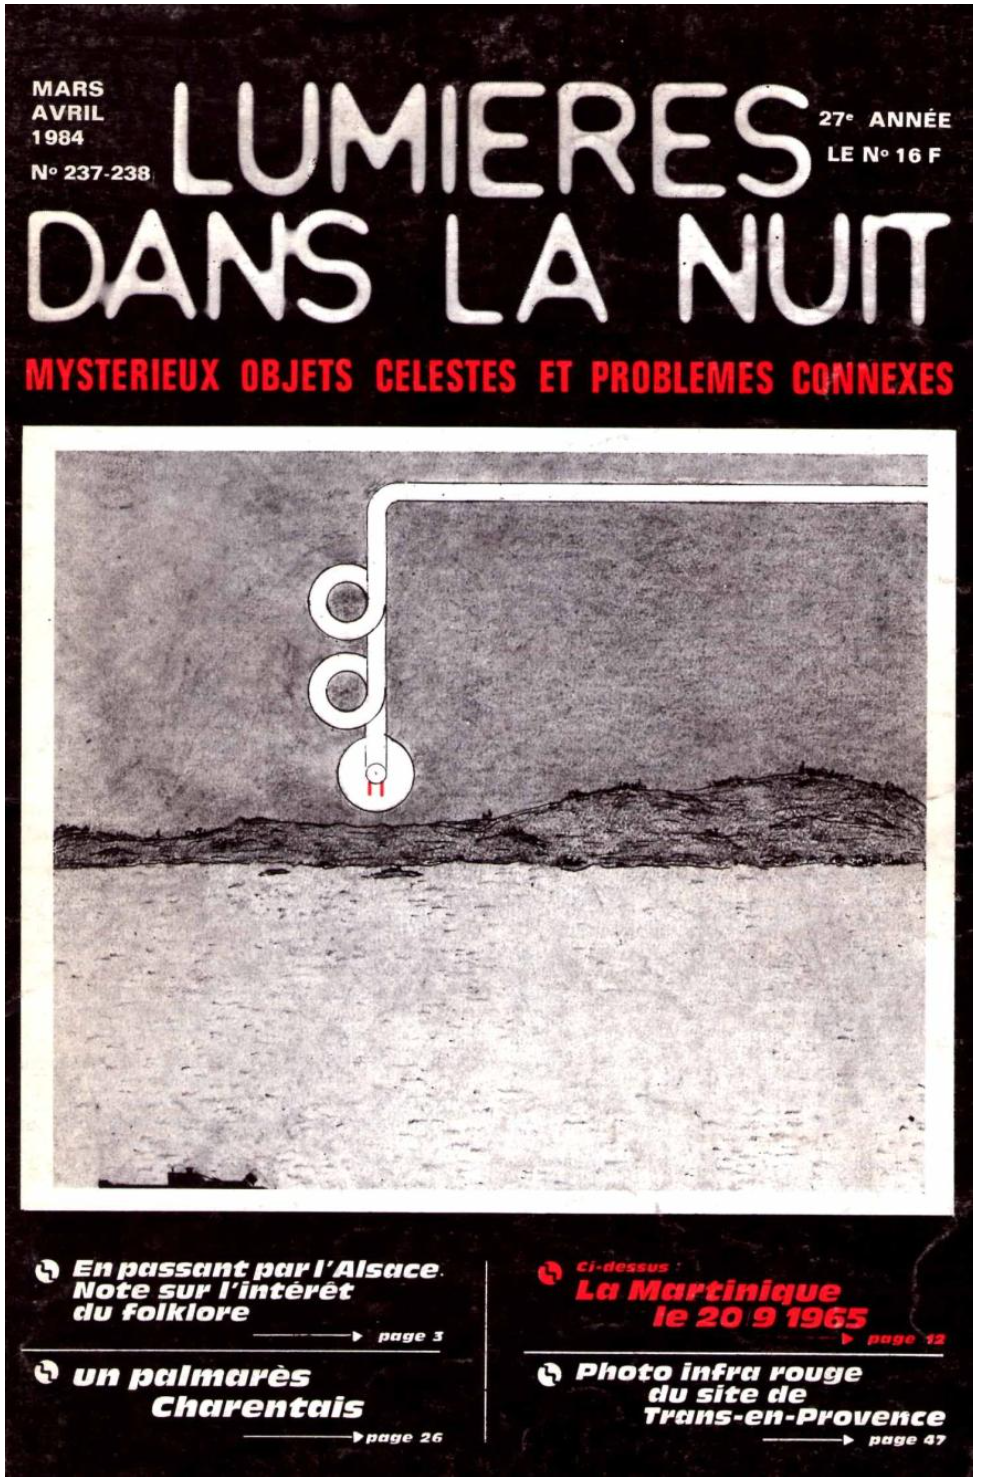 MARS
AVRIL
1984
Nº 237-238
LUMIERES
DANS LA NUIT
27e ANNÉE
LE Nº 16 F
MYSTERIEUX OBJETS CELESTES ET PROBLEMES CONNEXES
En passant par l'Alsace
Note sur l'intérêt
du folklore
page 3
un palmarès
Charentais
page 26
Ci-dessus :
La Martinique
le 20 9 1965
page 12
Photo infra rouge
du site de
Trans-en-Provence
page 47